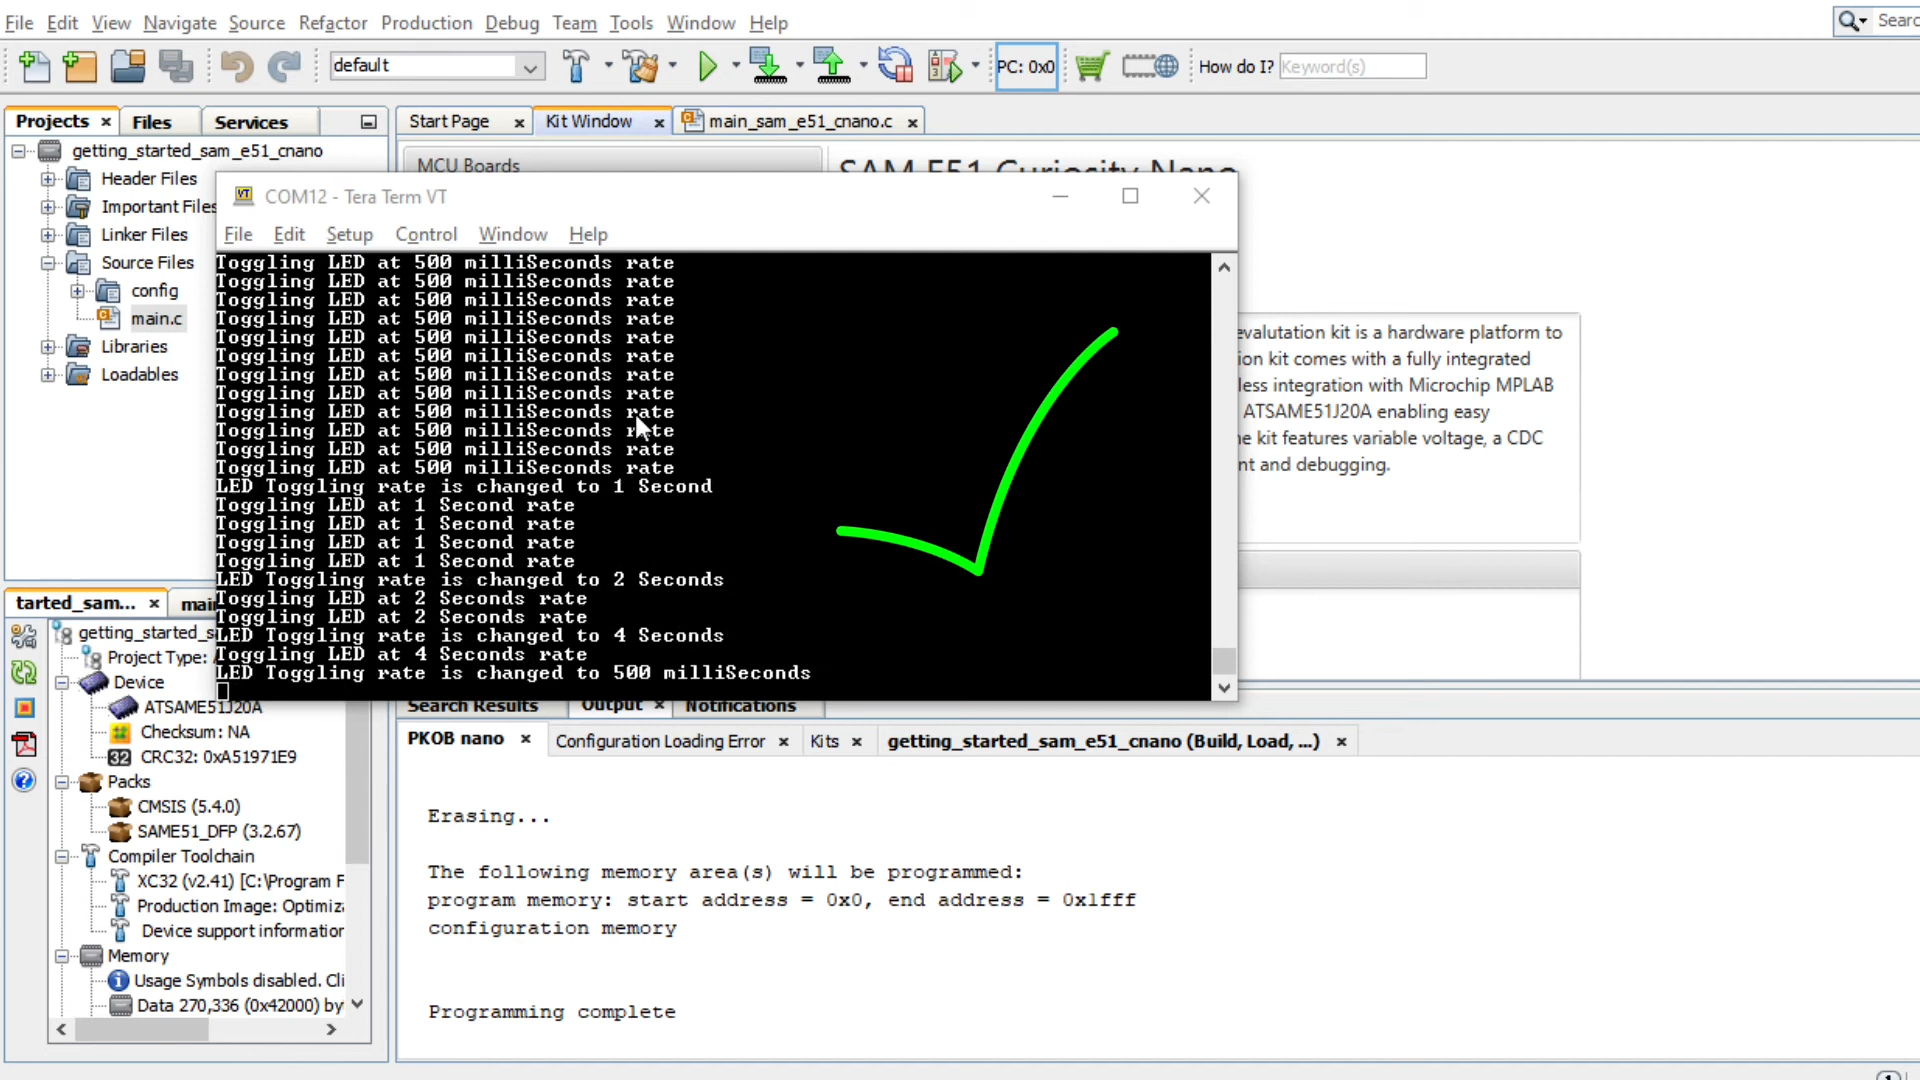 File Edit View Navigate Source Refactor Production Debug Team Tools Window Help
Searc
default
PC: 0x0
How do I? Keyword(s)
Projects Files Services
Start Page Kit Window main_sam_e51_cnano.c
getting_started_sam_e51_cnano
Header Files
Important Files
Linker Files
Source Files
config
main.c
Libraries
Loadables
MCU Boards
SAM E51 Curiosity Nano
COM12 - Tera Term VT
File Edit Setup Control Window Help
Toggling LED at 500 milliSeconds rate
Toggling LED at 500 milliSeconds rate
Toggling LED at 500 milliSeconds rate
Toggling LED at 500 milliSeconds rate
Toggling LED at 500 milliSeconds rate
Toggling LED at 500 milliSeconds rate
Toggling LED at 500 milliSeconds rate
Toggling LED at 500 milliSeconds rate
Toggling LED at 500 milliSeconds rate
Toggling LED at 500 milliSeconds rate
Toggling LED at 500 milliSeconds rate
Toggling LED at 500 milliSeconds rate
LED Toggling rate is changed to 1 Second
Toggling LED at 1 Second rate
Toggling LED at 1 Second rate
Toggling LED at 1 Second rate
Toggling LED at 1 Second rate
LED Toggling rate is changed to 2 Seconds
Toggling LED at 2 Seconds rate
Toggling LED at 2 Seconds rate
LED Toggling rate is changed to 4 Seconds
Toggling LED at 4 Seconds rate
LED Toggling rate is changed to 500 milliSeconds
evalutation kit is a hardware platform to
ion kit comes with a fully integrated
less integration with Microchip MPLAB
ATSAME51J20A enabling easy
he kit features variable voltage, a CDC
nt and debugging.
tarted_sam... main
getting_started_s
Project Type: A
Device
ATSAME51J20A
Checksum: NA
CRC32: 0xA51971E9
Packs
CMSIS (5.4.0)
SAME51_DFP (3.2.67)
Compiler Toolchain
XC32 (v2.41) [C:\Program F
Production Image: Optimiz
Device support information
Memory
Usage Symbols disabled. Cli
Data 270,336 (0x42000) by
Search Results Output Notifications
PKOB nano Configuration Loading Error Kits getting_started_sam_e51_cnano (Build, Load, ...)
Erasing...
The following memory area(s) will be programmed:
program memory: start address = 0x0, end address = 0x1fff
configuration memory
Programming complete